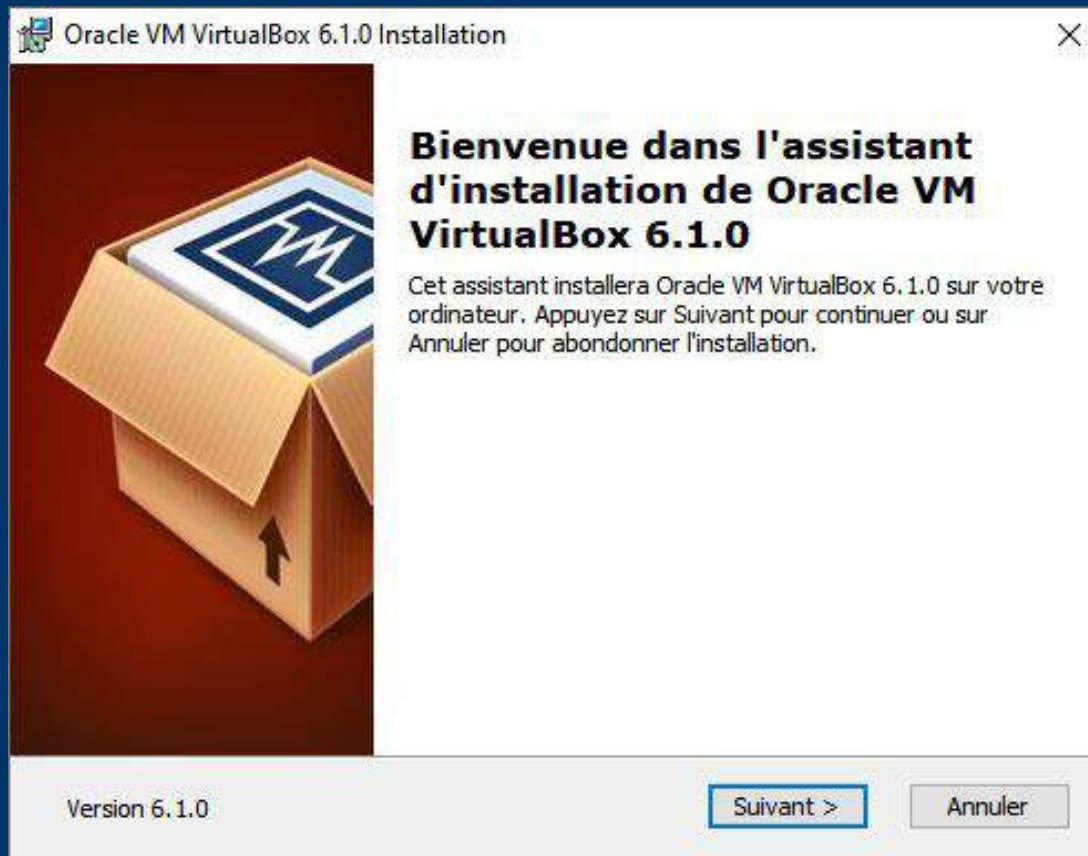 Oracle VM VirtualBox 6.1.0 Installation
Bienvenue dans l'assistant
d'installation de Oracle VM
VirtualBox 6.1.0
Cet assistant installera Oracle VM VirtualBox 6.1.0 sur votre
ordinateur. Appuyez sur Suivant pour continuer ou sur
Annuler pour abondonner l'installation.
Version 6.1.0
Suivant >
Annuler